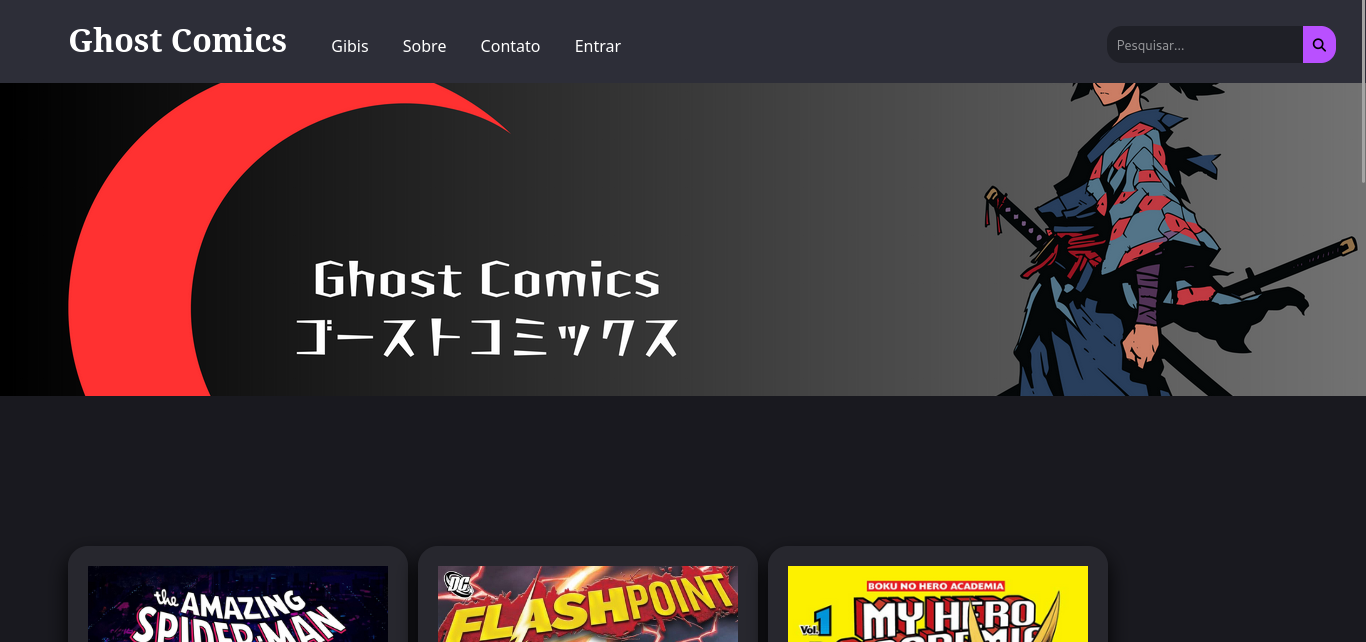 Ghost Comics
Gibis
Sobre
Contato
Entrar
Pesquisar...
Ghost Comics
ゴーストコミックス
the AMAZING
SPIDER-MAN
DC
FLASHPOINT
BOKU NO HERO ACADEMIA
Vol. 1
MY HERO